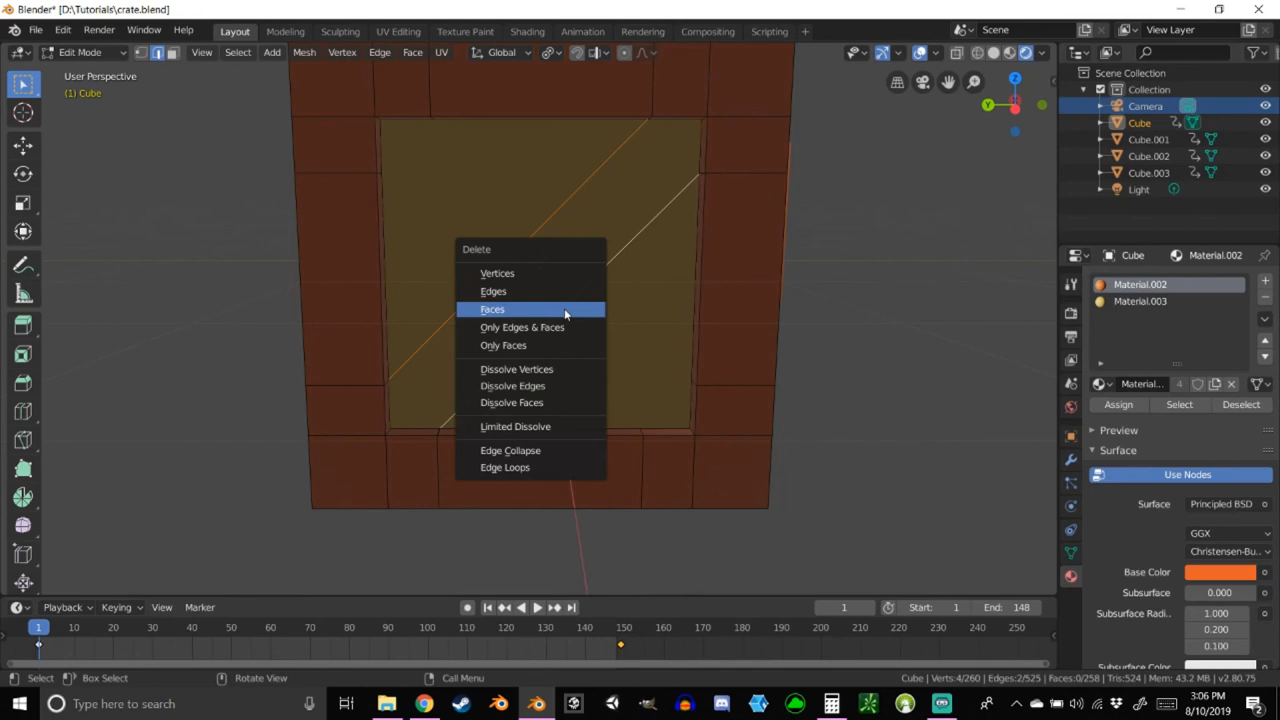 Blender* [D:\Tutorials\crate.blend]
File Edit Render Window Help
Layout Modeling Sculpting UV Editing Texture Paint Shading Animation Rendering Compositing Scripting +
Scene
View Layer
Edit Mode View Select Add Mesh Vertex Edge Face UV Global
User Perspective
(1) Cube
Y
Z
Scene Collection
Collection
Camera
Cube
Cube.001
Cube.002
Cube.003
Light
Delete
Vertices
Edges
Faces
Only Edges & Faces
Only Faces
Dissolve Vertices
Dissolve Edges
Dissolve Faces
Limited Dissolve
Edge Collapse
Edge Loops
Cube Material.002
Material.002
Material.003
Material... 4
Assign Select Deselect
Preview
Surface
Use Nodes
Surface Principled BSD
GGX
Christensen-Bu..
Base Color
Subsurface 0.000
Subsurface Radi.. 1.000
0.200
0.100
Subsurface Color
Playback Keying View Marker
1 Start: 1 End: 148
1 10 20 30 40 50 60 70 80 90 100 110 120 130 140 150 160 170 180 190 200 210 220 230 240 250
Select Box Select Rotate View Call Menu
Cube | Verts:4/260 | Edges:2/525 | Faces:0/258 | Tris:524 | Mem: 43.2 MB | v2.80.75
Type here to search
3:06 PM
8/10/2019
2